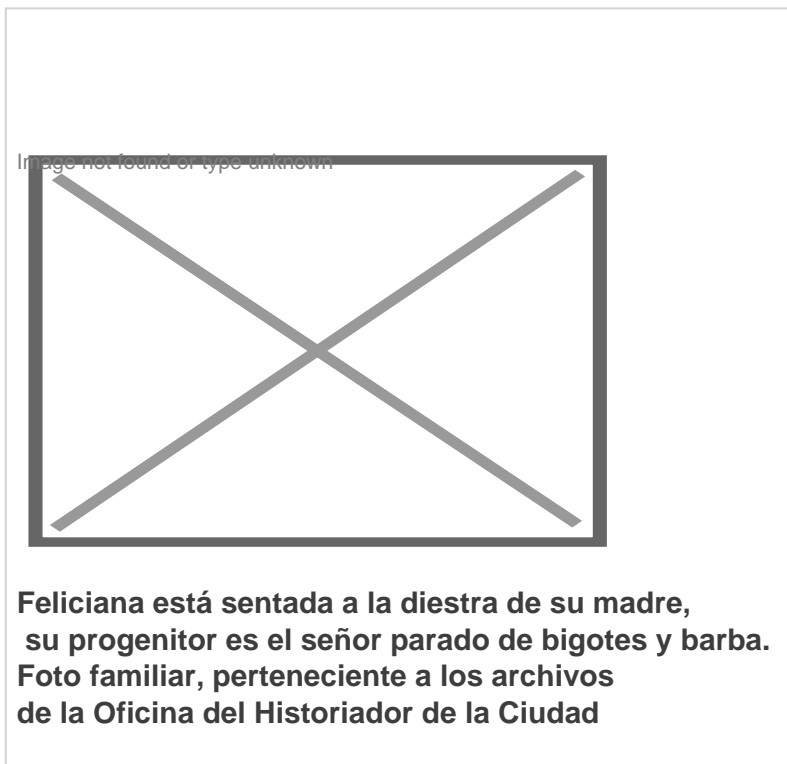 Image not found or type unknown
Feliciana está sentada a la diestra de su madre,
su progenitor es el señor parado de bigotes y barba.
Foto familiar, perteneciente a los archivos
de la Oficina del Historiador de la Ciudad